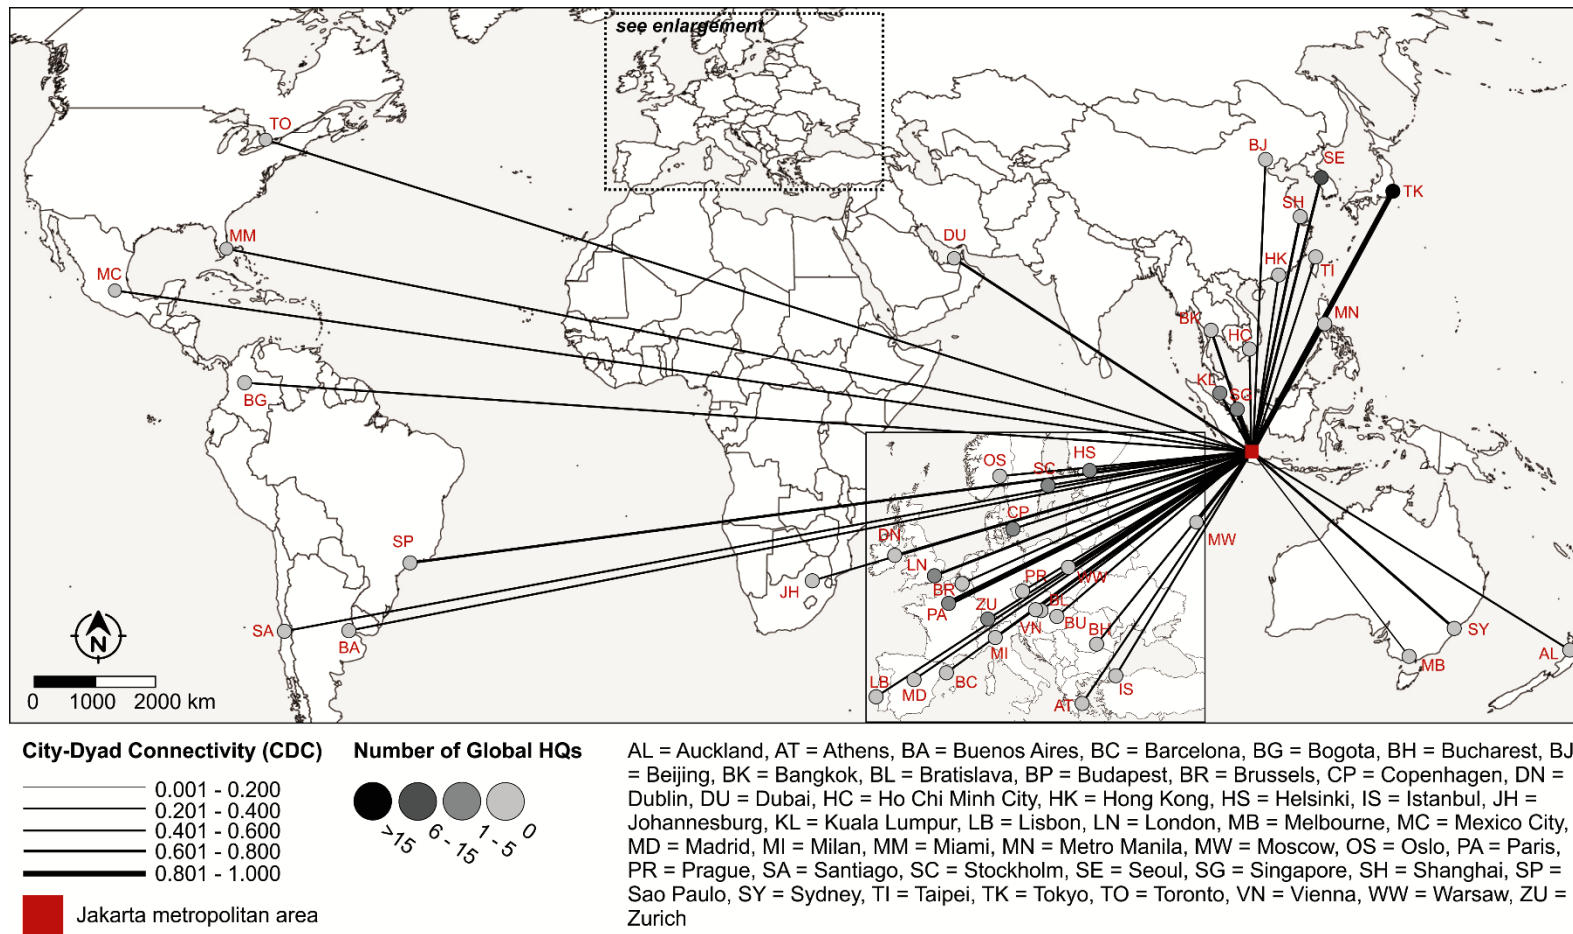 see enlargement
TO
MM
MC
BG
SP
SA
BA
JH
DU
BJ
SE
TK
SH
HK
TI
BK
HC
MN
KL
SG
OS
SC
HS
CP
MW
DN
LN
BR
PA
PR
WW
ZU
BL
VN
BU
BH
MI
LB
MD
BC
AT
IS
SY
MB
AL
N
0 1000 2000 km
City-Dyad Connectivity (CDC)
0.001 - 0.200
0.201 - 0.400
0.401 - 0.600
0.601 - 0.800
0.801 - 1.000
Jakarta metropolitan area
Number of Global HQs
>15
6 - 15
1 - 5
0
AL = Auckland, AT = Athens, BA = Buenos Aires, BC = Barcelona, BG = Bogota, BH = Bucharest, BJ
= Beijing, BK = Bangkok, BL = Bratislava, BP = Budapest, BR = Brussels, CP = Copenhagen, DN =
Dublin, DU = Dubai, HC = Ho Chi Minh City, HK = Hong Kong, HS = Helsinki, IS = Istanbul, JH =
Johannesburg, KL = Kuala Lumpur, LB = Lisbon, LN = London, MB = Melbourne, MC = Mexico City,
MD = Madrid, MI = Milan, MM = Miami, MN = Metro Manila, MW = Moscow, OS = Oslo, PA = Paris,
PR = Prague, SA = Santiago, SC = Stockholm, SE = Seoul, SG = Singapore, SH = Shanghai, SP =
Sao Paulo, SY = Sydney, TI = Taipei, TK = Tokyo, TO = Toronto, VN = Vienna, WW = Warsaw, ZU =
Zurich